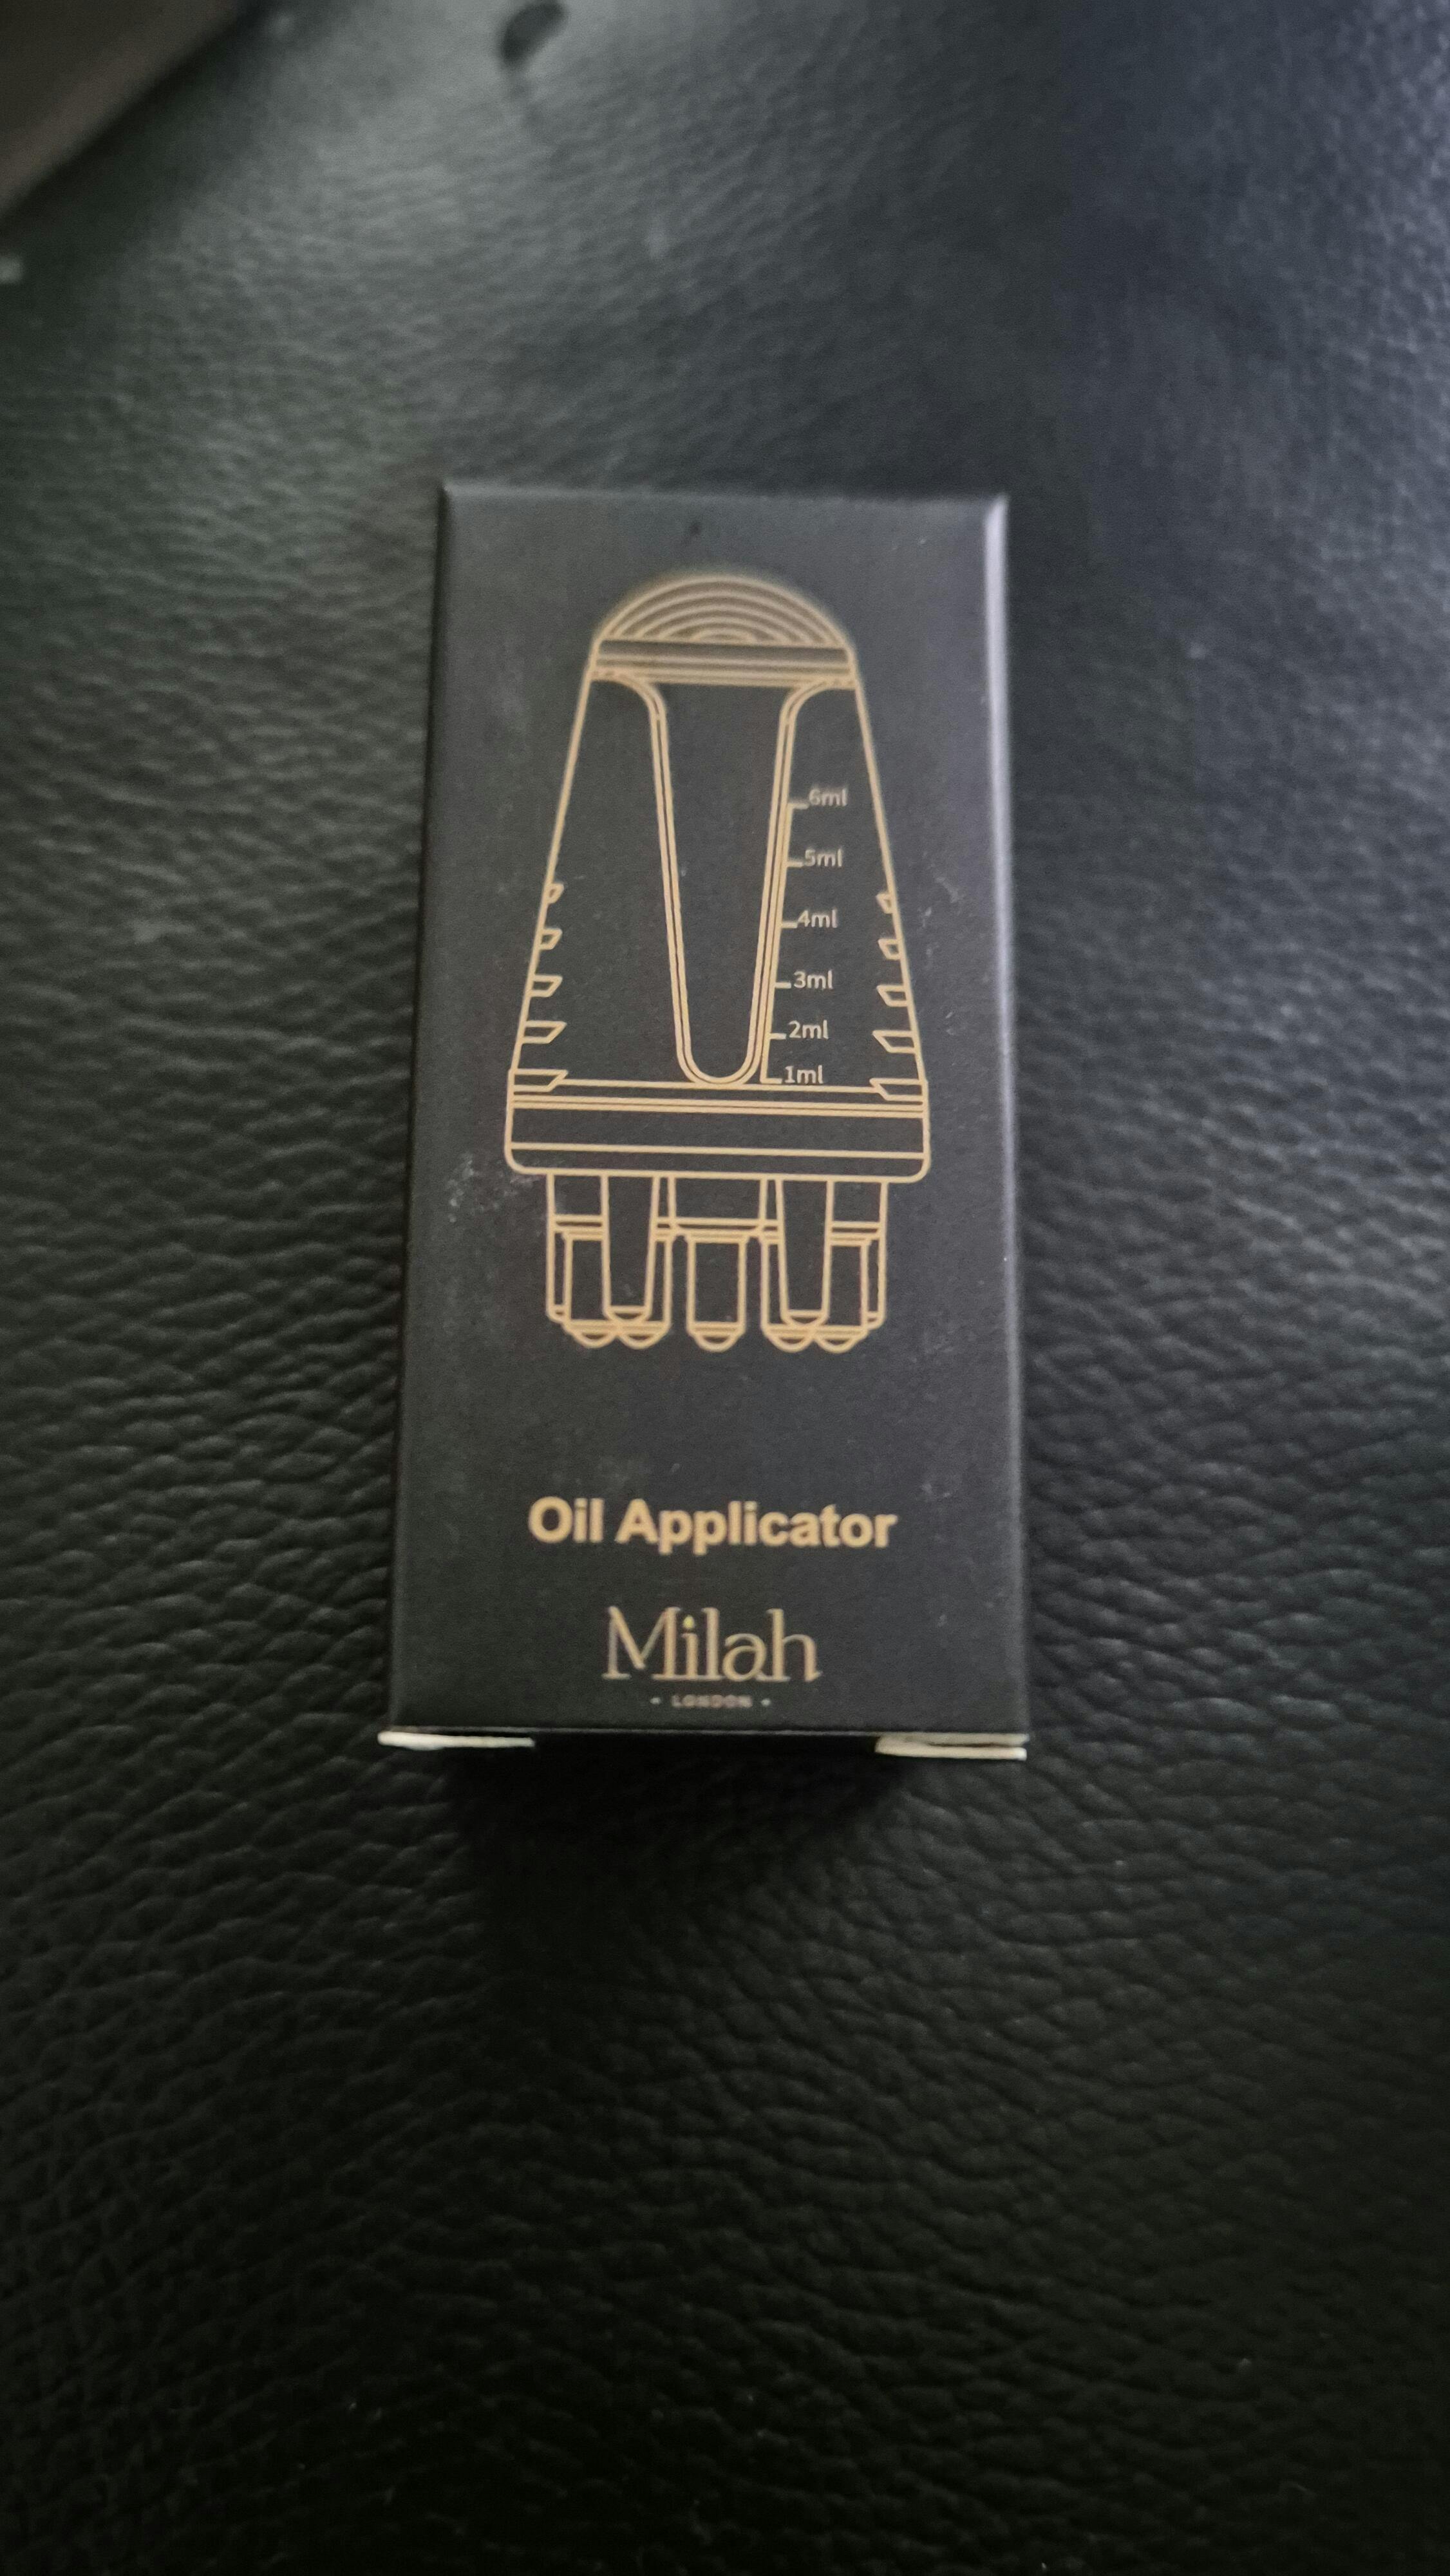 6ml
5ml
4ml
3ml
2ml
1ml
Oil Applicator
Milah
LONDON